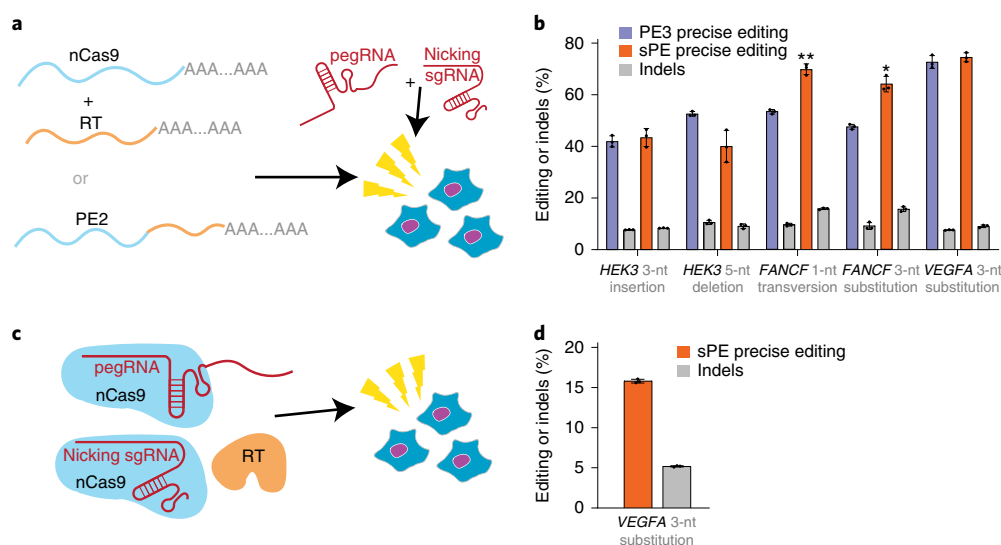 a
nCas9
AAA...AAA
+
RT
AAA...AAA
or
PE2
AAA...AAA
pegRNA
+
Nicking
sgRNA
b
PE3 precise editing
sPE precise editing
Indels
Editing or indels (%)
80
60
40
20
0
**
*
HEK3 3-nt
insertion
HEK3 5-nt
deletion
FANCF 1-nt
transversion
FANCF 3-nt
substitution
VEGFA 3-nt
substitution
c
pegRNA
nCas9
Nicking sgRNA
nCas9
RT
d
sPE precise editing
Indels
Editing or indels (%)
20
15
10
5
0
VEGFA 3-nt
substitution